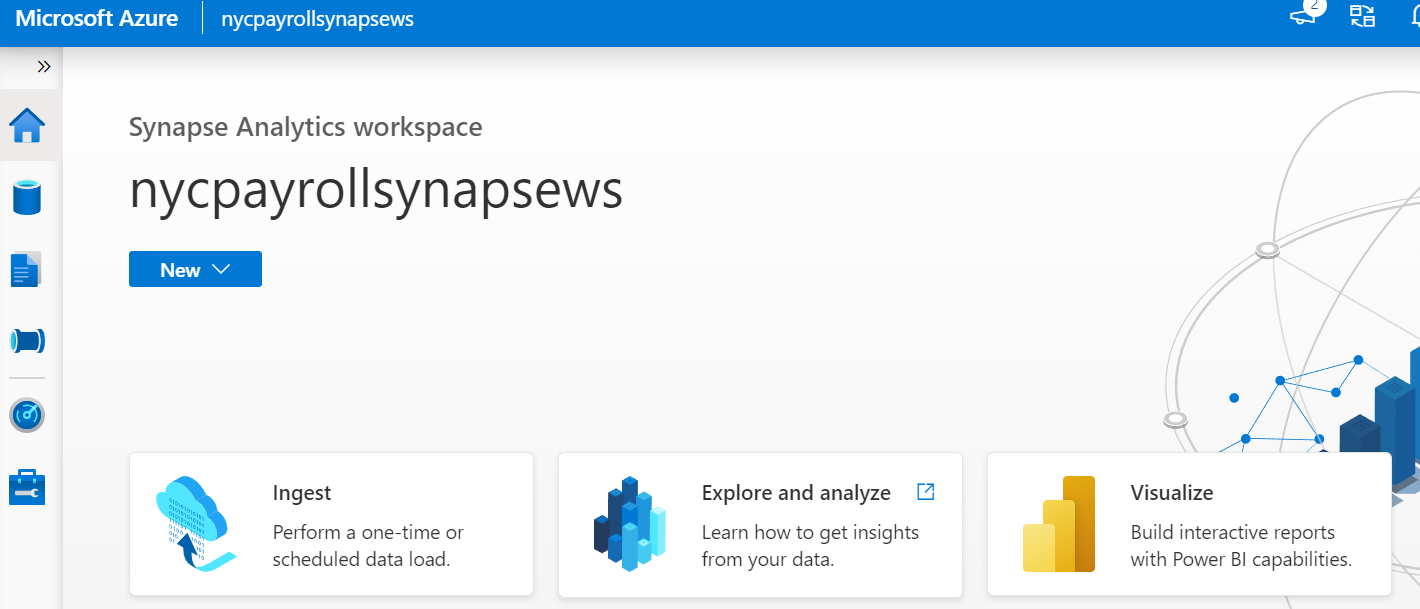 Microsoft Azure nycpayrollsynapsews 2
Synapse Analytics workspace
nycpayrollsynapsews
New
Ingest
Perform a one-time or
scheduled data load.
Explore and analyze
Learn how to get insights
from your data.
Visualize
Build interactive reports
with Power BI capabilities.